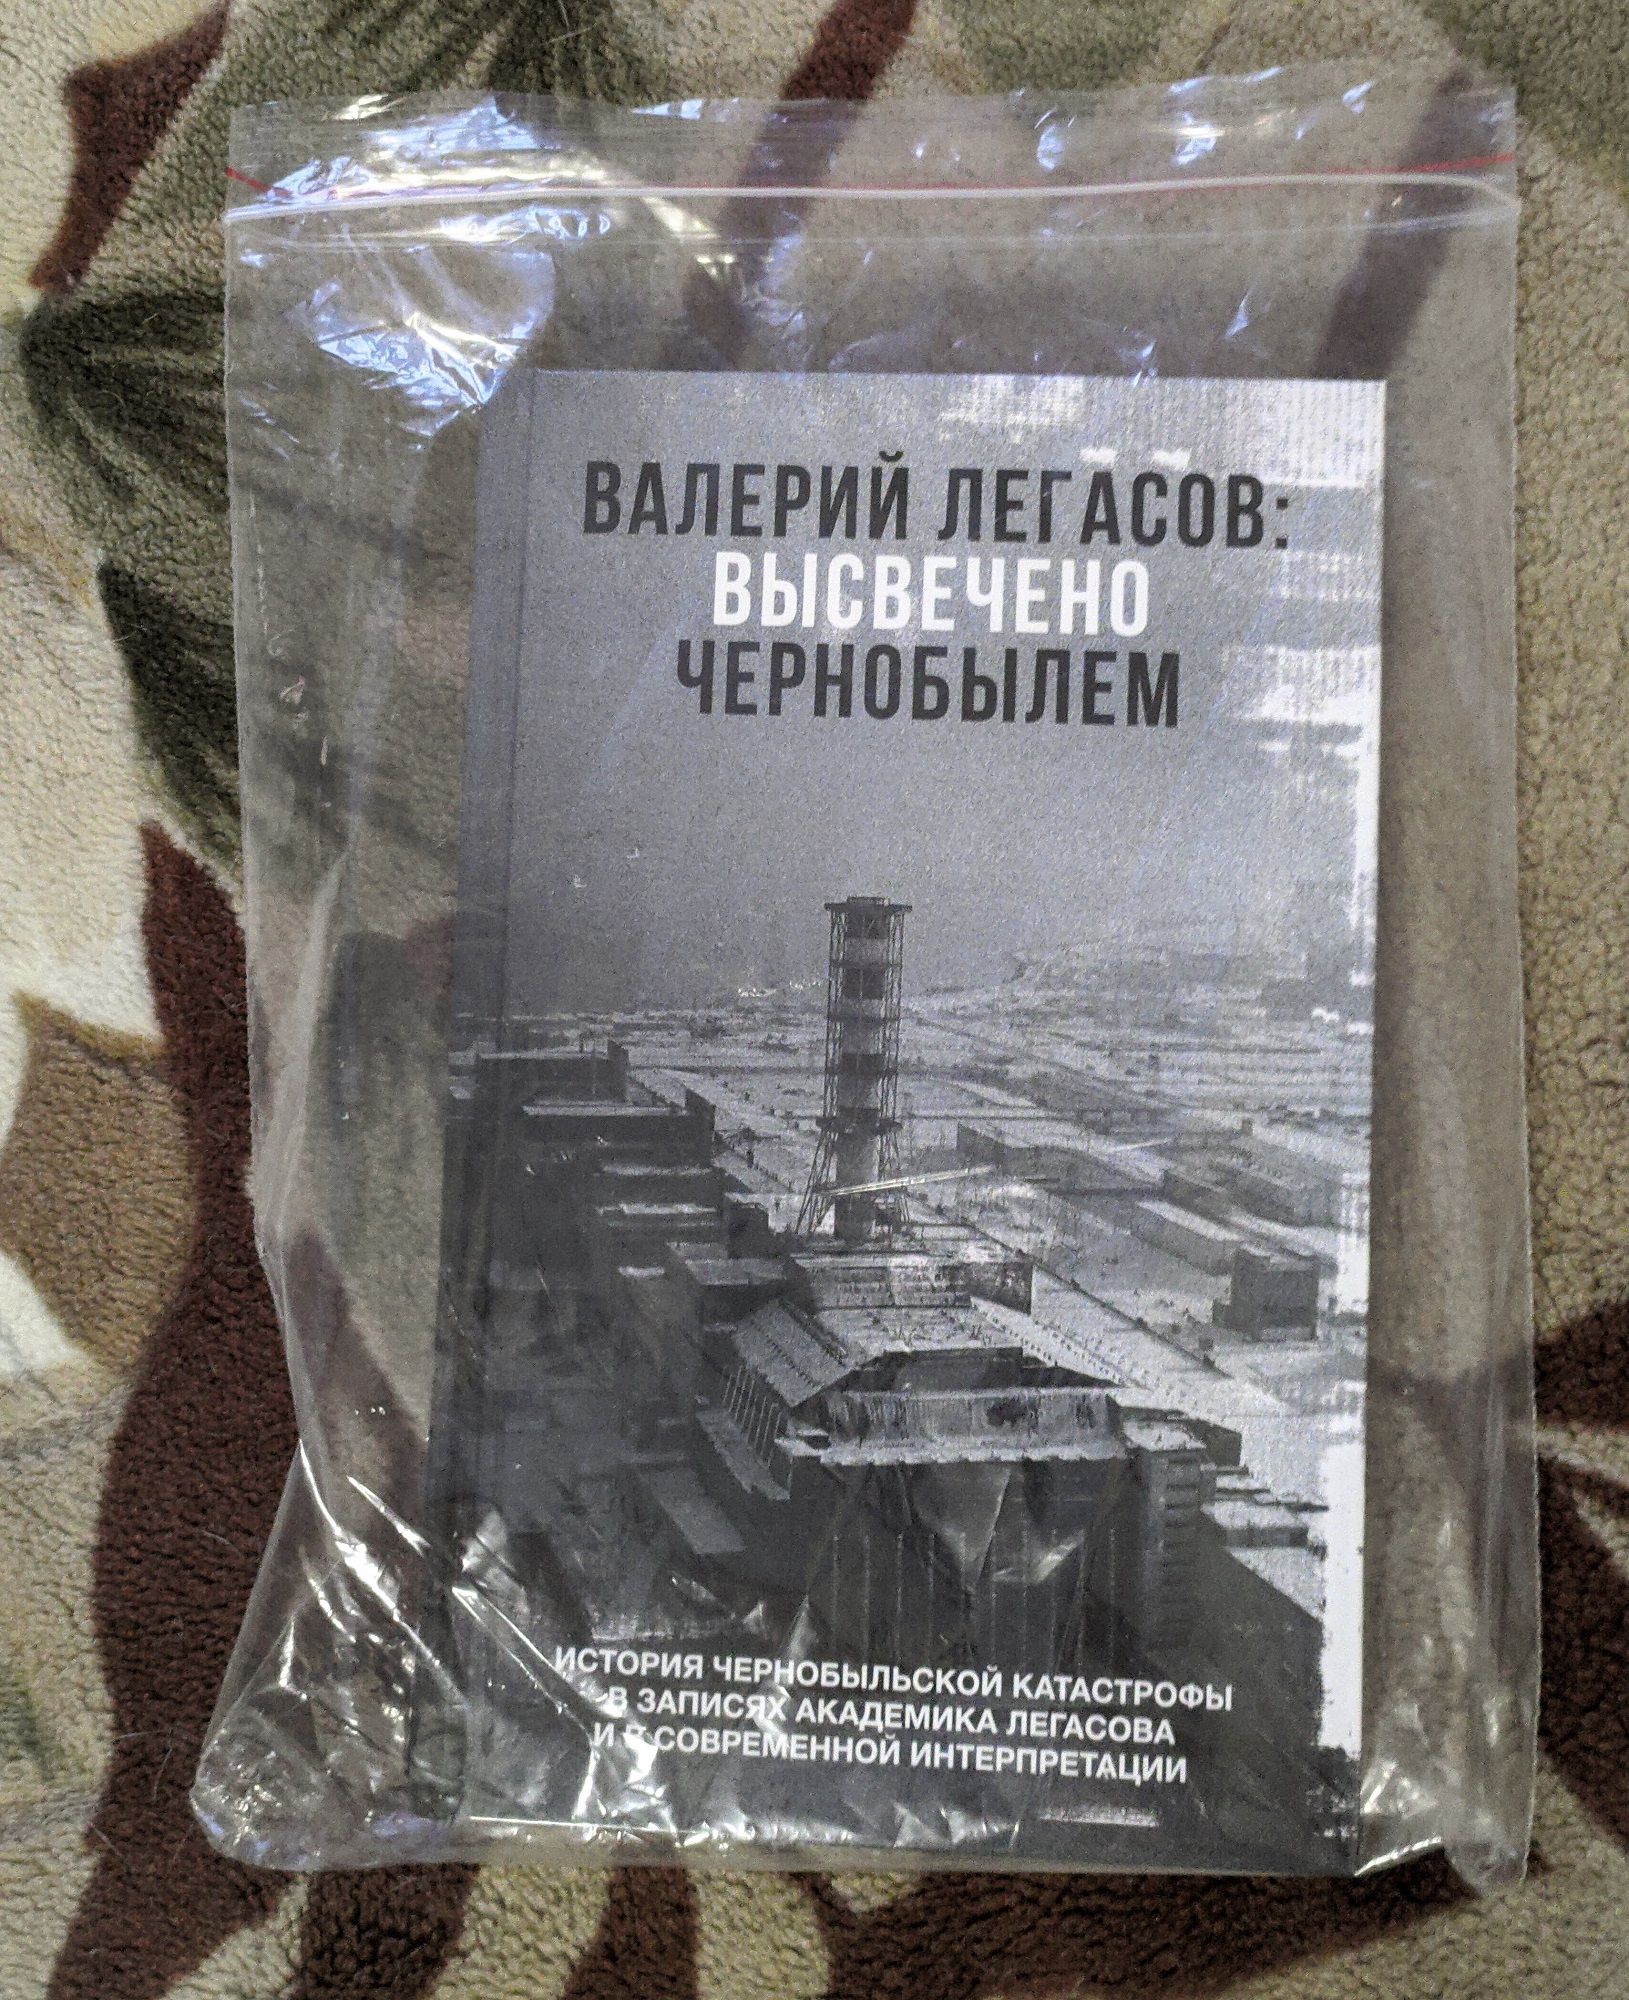 ВАЛЕРИЙ ЛЕГАСОВ:
ВЫСВЕЧЕНО
ЧЕРНОБЫЛЕМ
ИСТОРИЯ ЧЕРНОБЫЛЬСКОЙ КАТАСТРОФЫ
В ЗАПИСЯХ АКАДЕМИКА ЛЕГАСОВА
И В СОВРЕМЕННОЙ ИНТЕРПРЕТАЦИИ